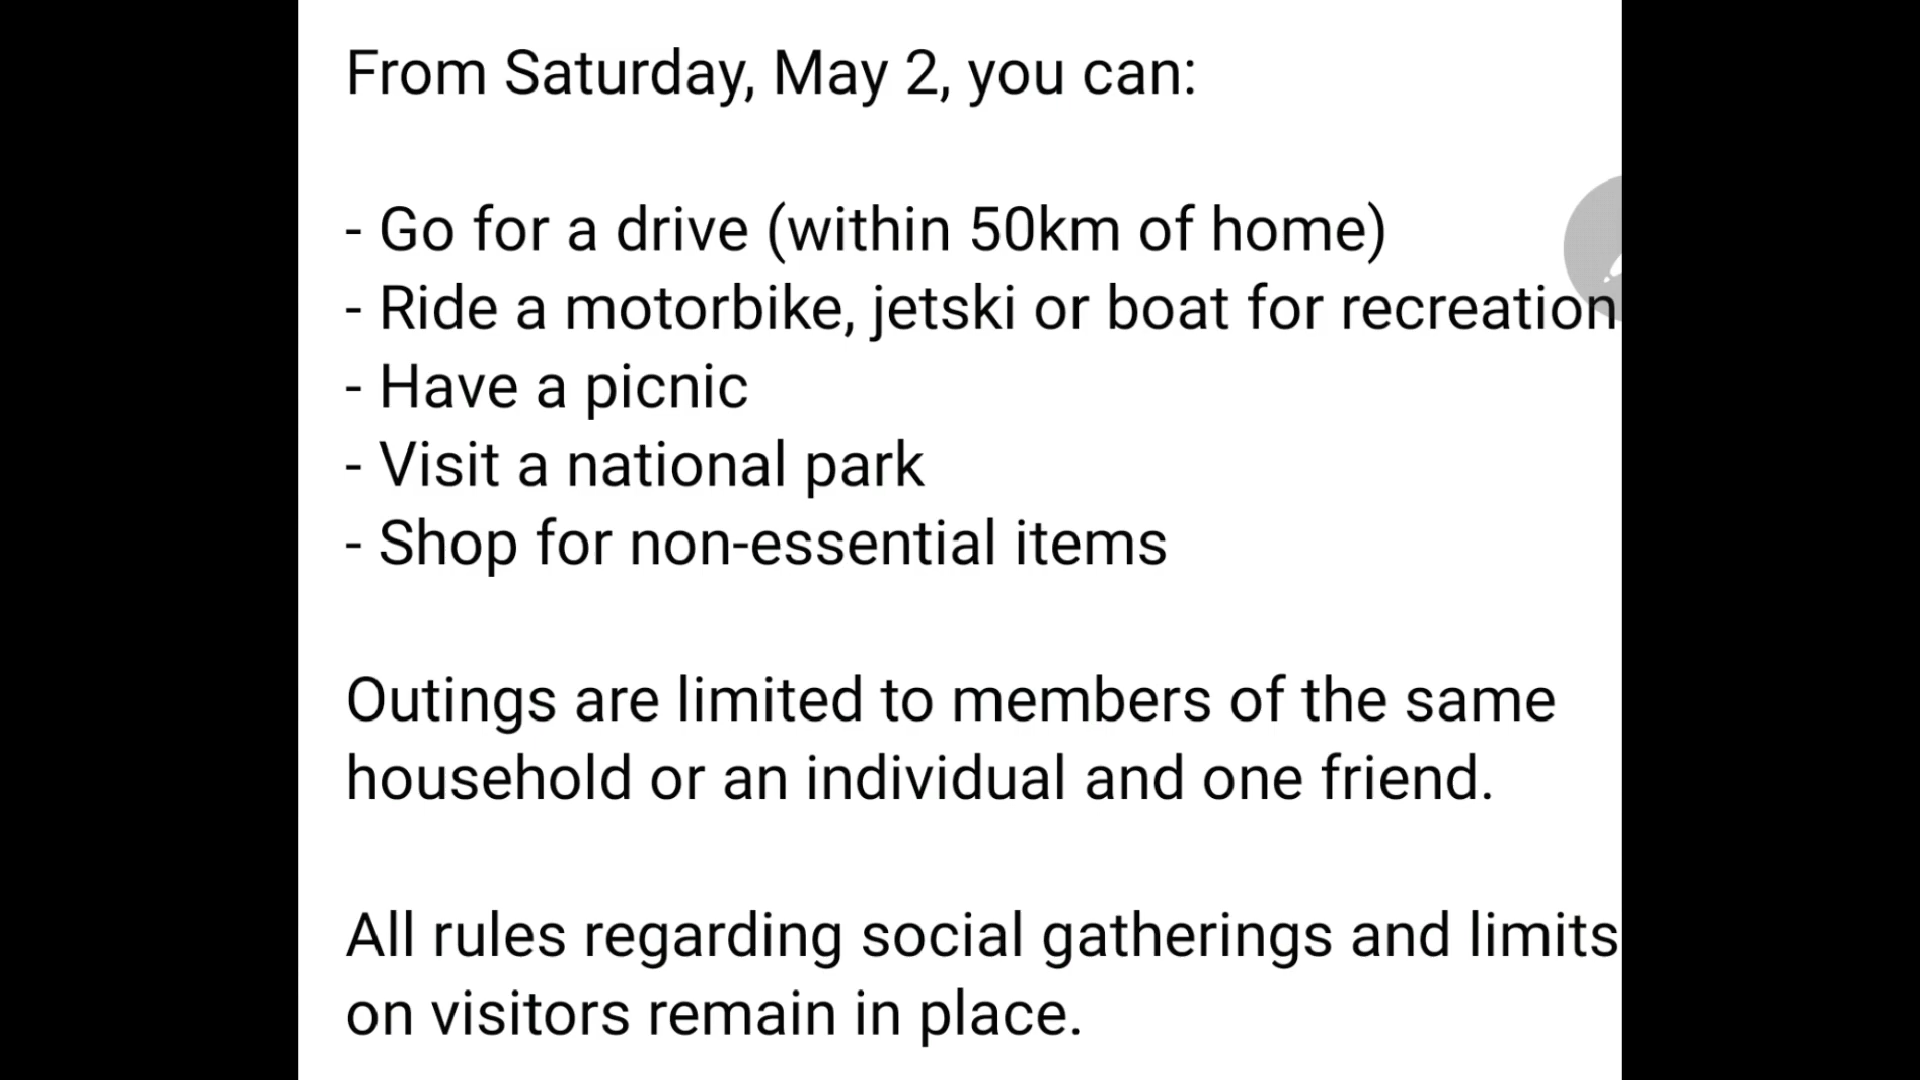 From Saturday, May 2, you can:
- Go for a drive (within 50km of home)
- Ride a motorbike, jetski or boat for recreation
- Have a picnic
- Visit a national park
- Shop for non-essential items
Outings are limited to members of the same
household or an individual and one friend.
All rules regarding social gatherings and limits
on visitors remain in place.